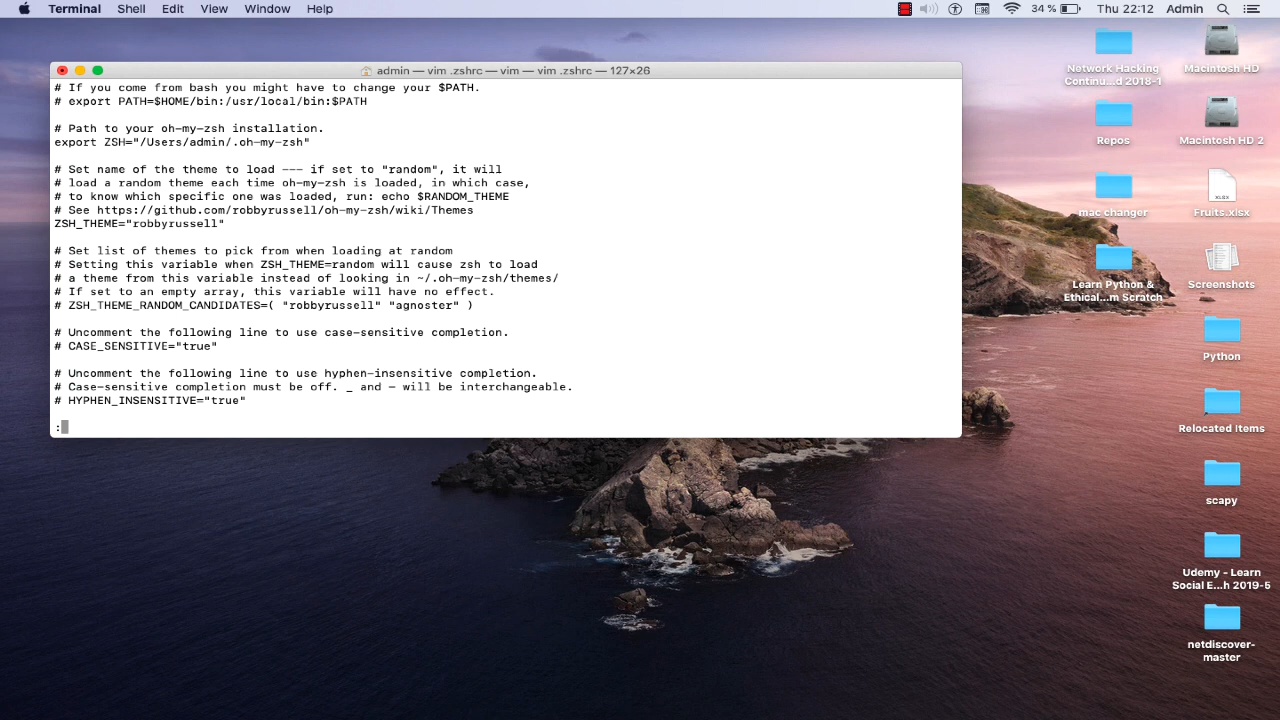 Terminal Shell Edit View Window Help
34 % Thu 22:12 Admin
admin — vim .zshrc — vim — vim .zshrc — 127×26
# If you come from bash you might have to change your $PATH.
# export PATH=$HOME/bin:/usr/local/bin:$PATH
# Path to your oh-my-zsh installation.
export ZSH="/Users/admin/.oh-my-zsh"
# Set name of the theme to load --- if set to "random", it will
# load a random theme each time oh-my-zsh is loaded, in which case,
# to know which specific one was loaded, run: echo $RANDOM_THEME
# See https://github.com/robbyrussell/oh-my-zsh/wiki/Themes
ZSH_THEME="robbyrussell"
# Set list of themes to pick from when loading at random
# Setting this variable when ZSH_THEME=random will cause zsh to load
# a theme from this variable instead of looking in ~/.oh-my-zsh/themes/
# If set to an empty array, this variable will have no effect.
# ZSH_THEME_RANDOM_CANDIDATES=( "robbyrussell" "agnoster" )
# Uncomment the following line to use case-sensitive completion.
# CASE_SENSITIVE="true"
# Uncomment the following line to use hyphen-insensitive completion.
# Case-sensitive completion must be off. _ and - will be interchangeable.
# HYPHEN_INSENSITIVE="true"
:
Network Hacking
Continu...d 2018-1
Macintosh HD
Repos
Macintosh HD 2
mac changer
XLSX
Fruits.xlsx
Learn Python &
Ethical...m Scratch
Screenshots
Python
Relocated Items
scapy
Udemy - Learn
Social E...h 2019-5
netdiscover-
master